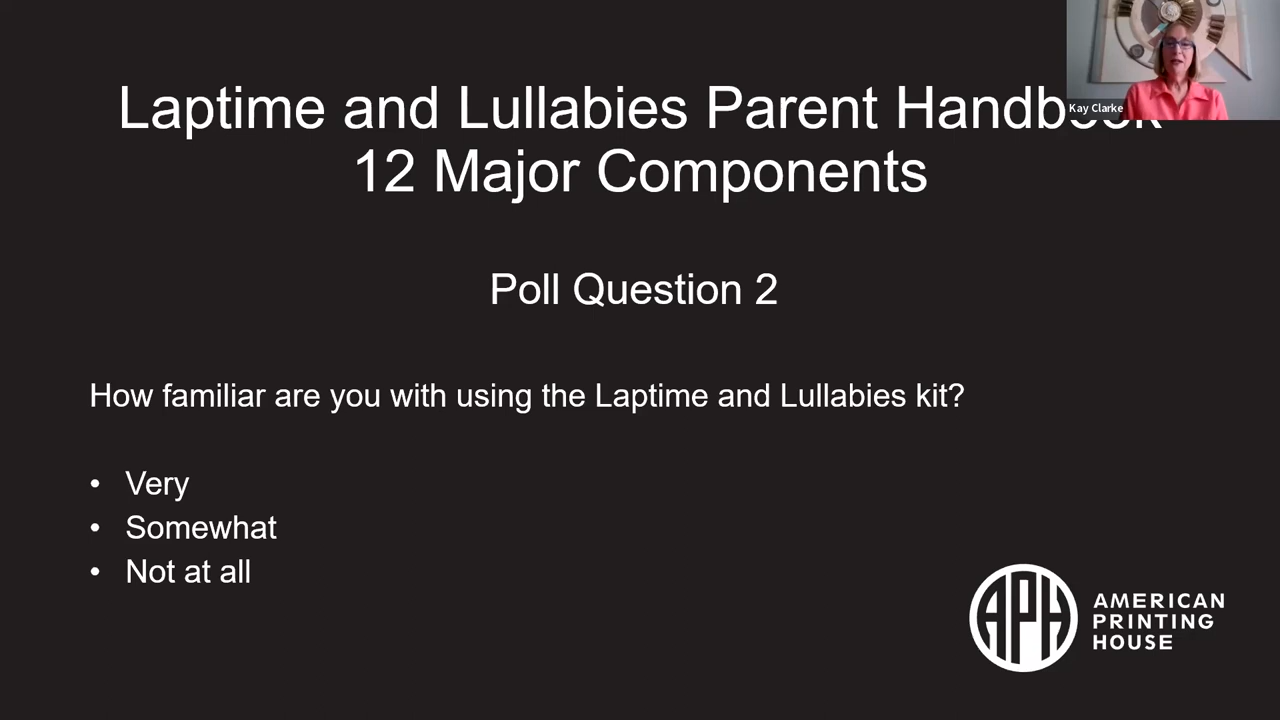 Laptime and Lullabies Parent Handbook
12 Major Components
Kay Clarke
Poll Question 2
How familiar are you with using the Laptime and Lullabies kit?
• Very
• Somewhat
• Not at all
APH
AMERICAN
PRINTING
HOUSE